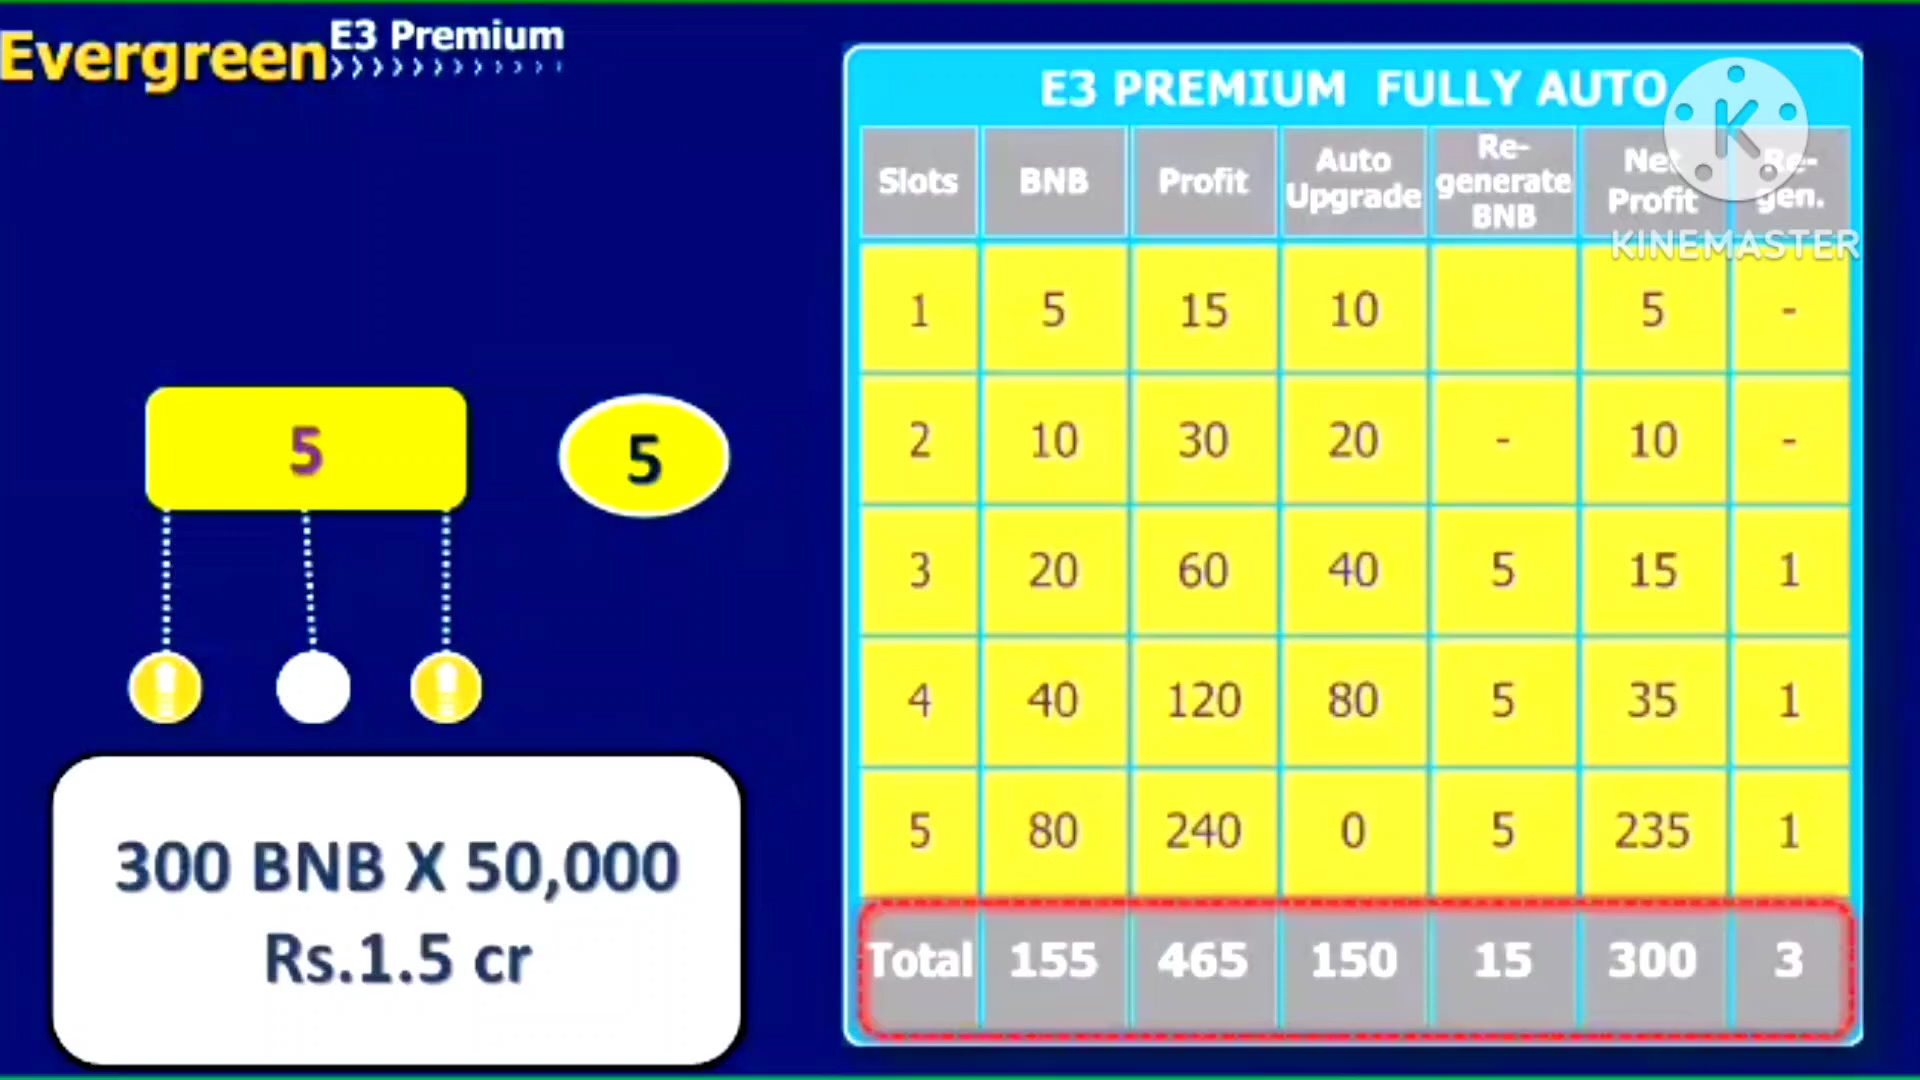 Evergreen E3 Premium
E3 PREMIUM FULLY AUTO
Slots BNB Profit Auto Upgrade Re-generate BNB Net Profit Re-gen.
KINEMASTER
1 5 15 10 5 -
2 10 30 20 - 10 -
3 20 60 40 5 15 1
4 40 120 80 5 35 1
5 80 240 0 5 235 1
Total 155 465 150 15 300 3
5
5
300 BNB X 50,000
Rs.1.5 cr